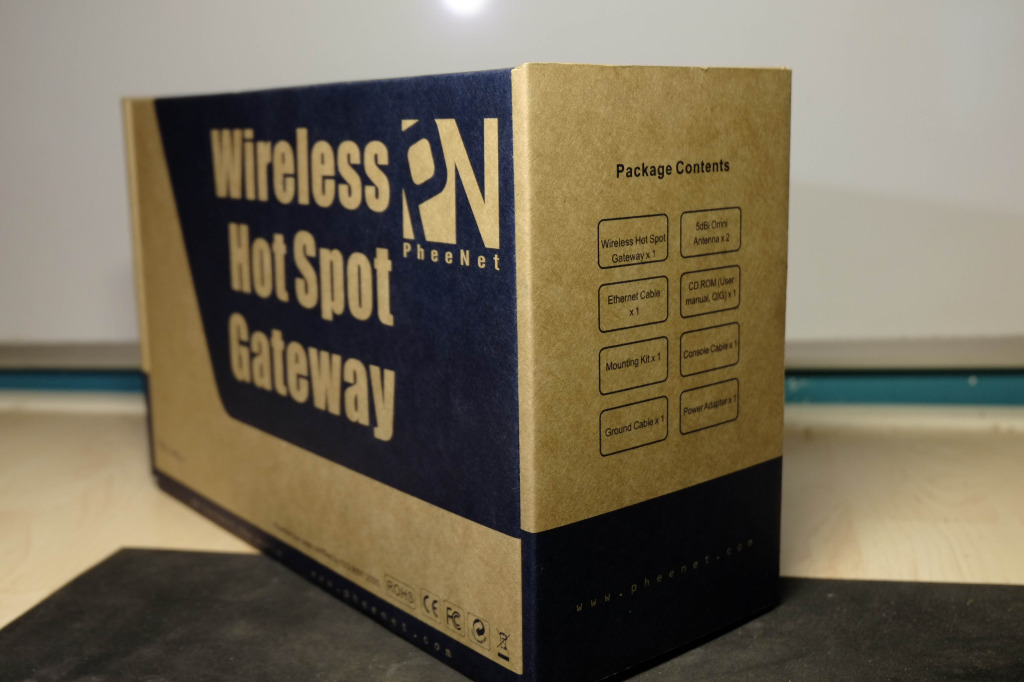 Wireless
Hot Spot
Gateway
PN
PheeNet
ROHS
CE FC
www.pheenet.com
Package Contents
Wireless Hot Spot
Gateway x 1
5dBi Omni
Antenna x 2
Ethernet Cable
x 1
CD ROM (User
manual, QIG) x 1
Mounting Kit x 1
Console Cable x 1
Ground Cable x 1
Power Adapter x 1
www.pheenet.com